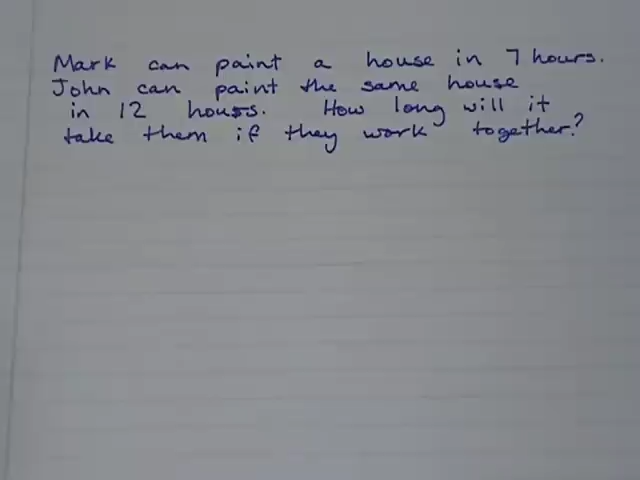 Mark can paint a house in 7 hours.
John can paint the same house
in 12 hours. How long will it
take them if they work together?